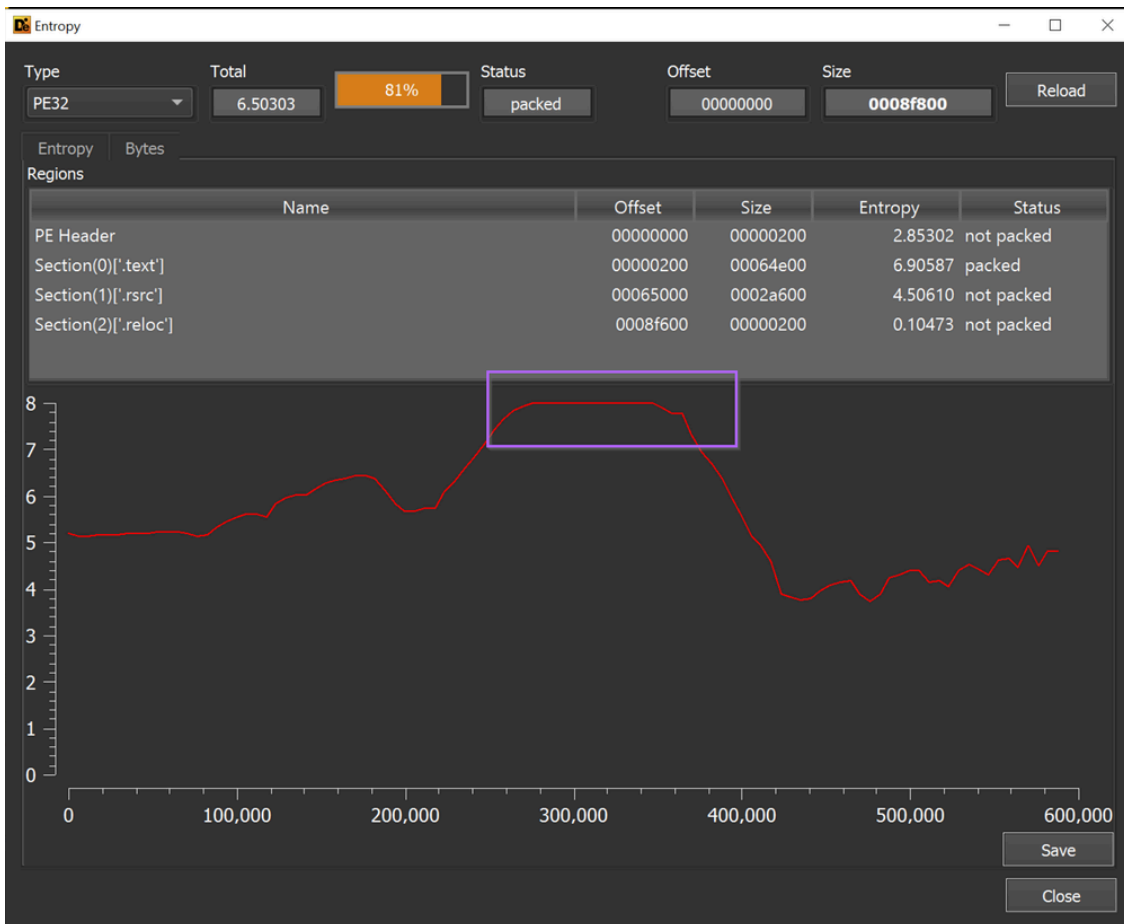 Entropy
Type Total Status Offset Size
PE32 6.50303 81% packed 00000000 0008f800 Reload
Entropy Bytes
Regions
Name Offset Size Entropy Status
PE Header 00000000 00000200 2.85302 not packed
Section(0)['.text'] 00000200 00064e00 6.90587 packed
Section(1)['.rsrc'] 00065000 0002a600 4.50610 not packed
Section(2)['.reloc'] 0008f600 00000200 0.10473 not packed
8
7
6
5
4
3
2
1
0
0 100,000 200,000 300,000 400,000 500,000 600,000
Save
Close